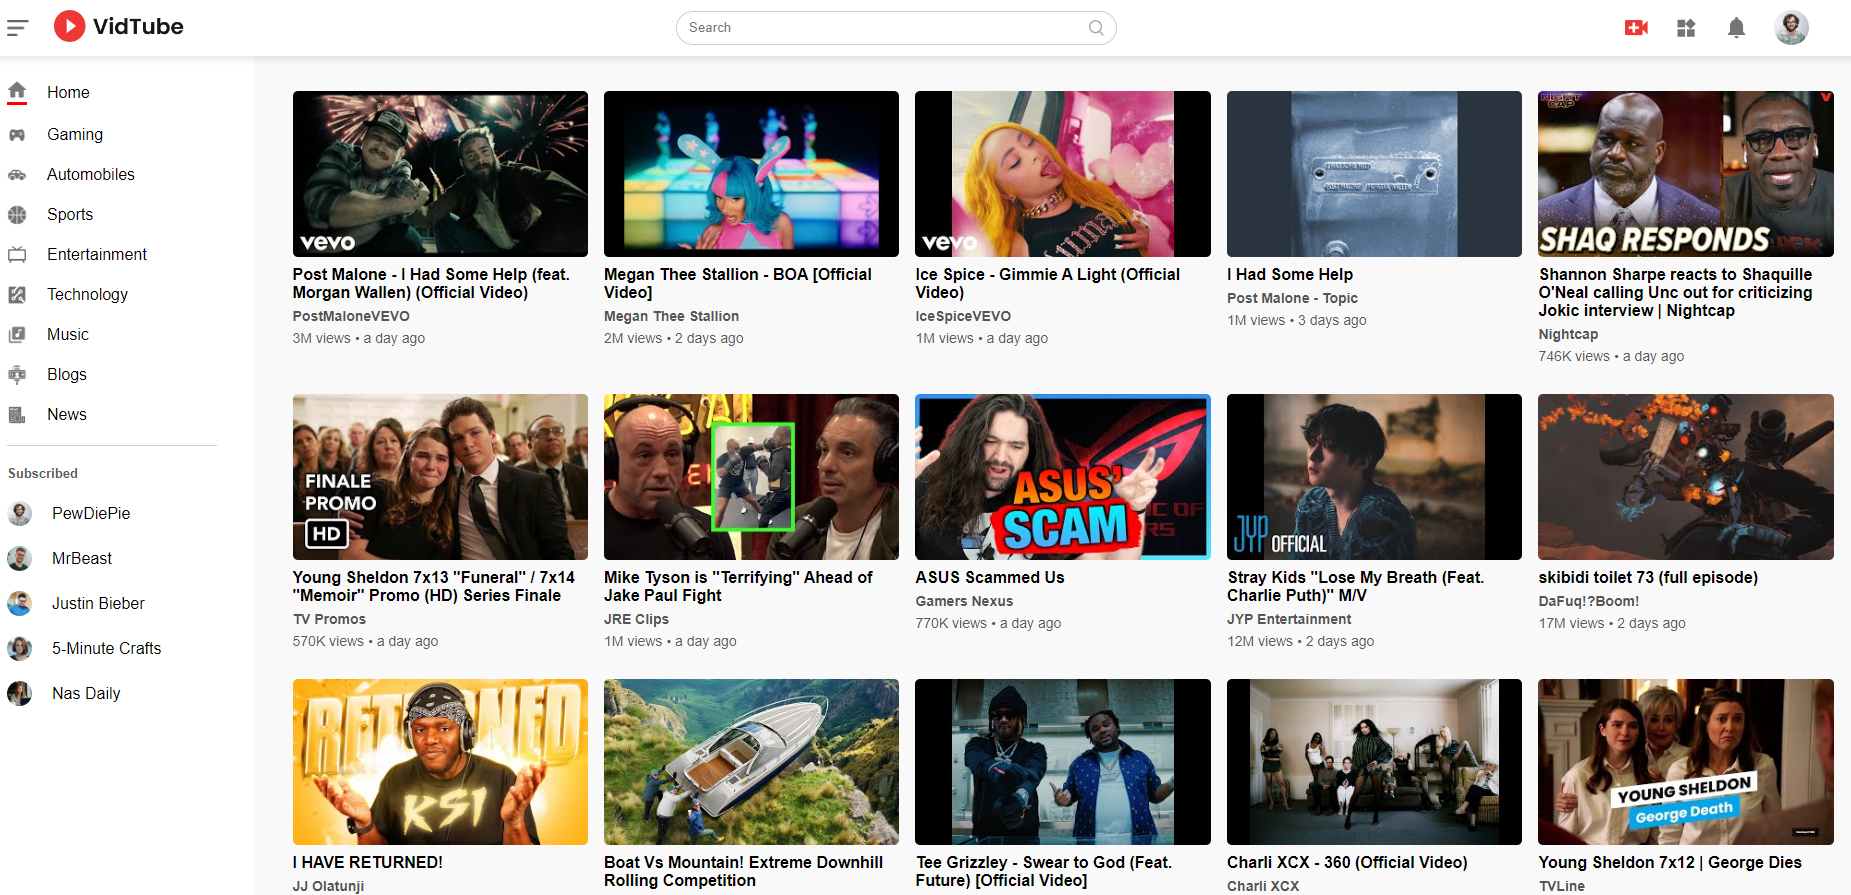 VidTube
Search
Home
Gaming
Automobiles
Sports
Entertainment
Technology
Music
Blogs
News
Subscribed
PewDiePie
MrBeast
Justin Bieber
5-Minute Crafts
Nas Daily
vevo
Post Malone - I Had Some Help (feat.
Morgan Wallen) (Official Video)
PostMaloneVEVO
3M views • a day ago
Megan Thee Stallion - BOA [Official
Video]
Megan Thee Stallion
2M views • 2 days ago
vevo
Ice Spice - Gimmie A Light (Official
Video)
IceSpiceVEVO
1M views • a day ago
I HAD SOME HELP
POST MALONE MORGAN WALLEN
I Had Some Help
Post Malone - Topic
1M views • 3 days ago
NIGHT
CAP
SHAQ RESPONDS
Shannon Sharpe reacts to Shaquille
O'Neal calling Unc out for criticizing
Jokic interview | Nightcap
Nightcap
746K views • a day ago
FINALE
PROMO
HD
Young Sheldon 7x13 "Funeral" / 7x14
"Memoir" Promo (HD) Series Finale
TV Promos
570K views • a day ago
Mike Tyson is "Terrifying" Ahead of
Jake Paul Fight
JRE Clips
1M views • a day ago
ASUS'
SCAM
ASUS Scammed Us
Gamers Nexus
770K views • a day ago
JYP OFFICIAL
Stray Kids "Lose My Breath (Feat.
Charlie Puth)" M/V
JYP Entertainment
12M views • 2 days ago
skibidi toilet 73 (full episode)
DaFuq!?Boom!
17M views • 2 days ago
RETURNED
KSI
I HAVE RETURNED!
JJ Olatunji
Boat Vs Mountain! Extreme Downhill
Rolling Competition
Tee Grizzley - Swear to God (Feat.
Future) [Official Video]
Charli XCX - 360 (Official Video)
Charli XCX
YOUNG SHELDON
George Death
Young Sheldon 7x12 | George Dies
TVLine